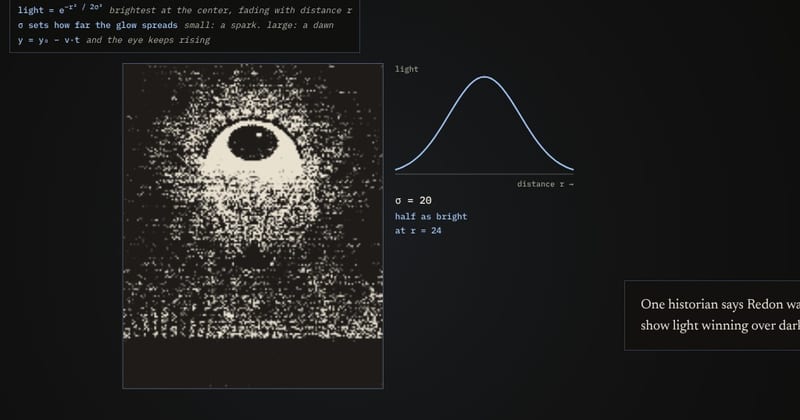 light = e^−r² / 2σ² brightest at the center, fading with distance r
σ sets how far the glow spreads small: a spark. large: a dawn
y = y₀ − v·t and the eye keeps rising
light
distance r →
σ = 20
half as bright
at r = 24
One historian says Redon
show light winning over